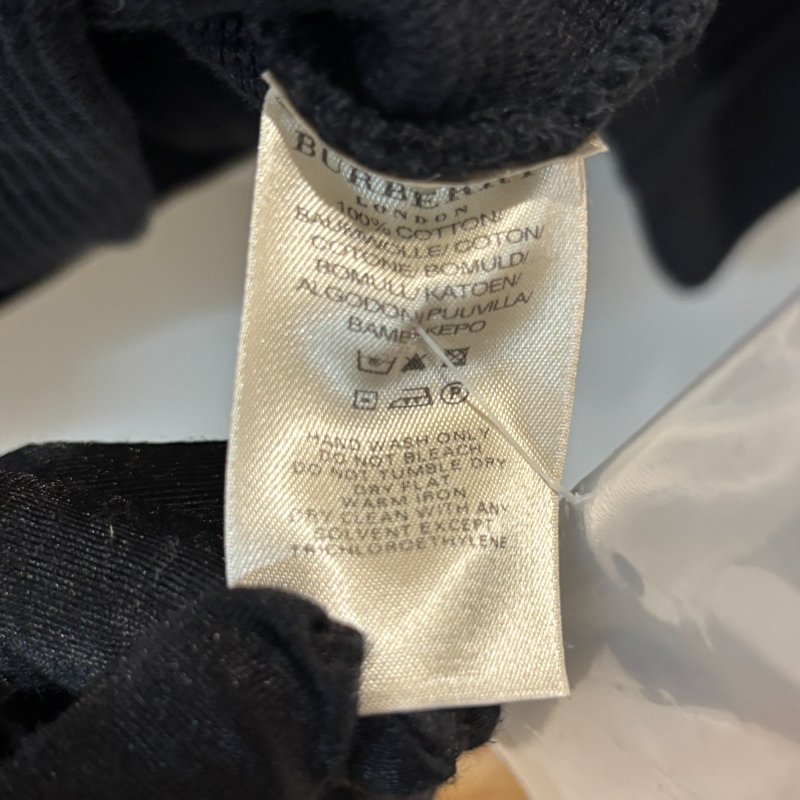 BURBERRY
LONDON
100% COTTON/
BAUMWOLLE/COTON/
COTONE/BOMULD/
BOMULL/KATOEN/
ALGODON/PUUVILLA/
BAMBAKEPO
P
HAND WASH ONLY
DO NOT BLEACH
DO NOT TUMBLE DRY
DRY FLAT
WARM IRON
DRY CLEAN WITH ANY
SOLVENT EXCEPT
TRICHLOROETHYLENE